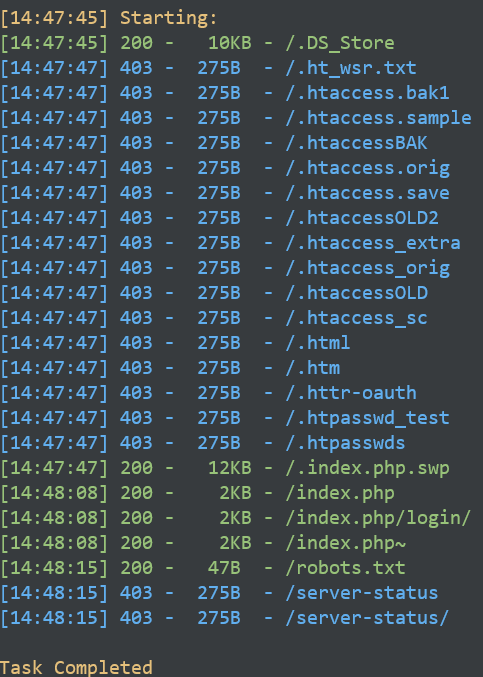 [14:47:45] Starting:
[14:47:45] 200 -   10KB - /.DS_Store
[14:47:47] 403 -  275B  - /.ht_wsr.txt
[14:47:47] 403 -  275B  - /.htaccess.bak1
[14:47:47] 403 -  275B  - /.htaccess.sample
[14:47:47] 403 -  275B  - /.htaccessBAK
[14:47:47] 403 -  275B  - /.htaccess.orig
[14:47:47] 403 -  275B  - /.htaccess.save
[14:47:47] 403 -  275B  - /.htaccessOLD2
[14:47:47] 403 -  275B  - /.htaccess_extra
[14:47:47] 403 -  275B  - /.htaccess_orig
[14:47:47] 403 -  275B  - /.htaccessOLD
[14:47:47] 403 -  275B  - /.htaccess_sc
[14:47:47] 403 -  275B  - /.html
[14:47:47] 403 -  275B  - /.htm
[14:47:47] 403 -  275B  - /.httr-oauth
[14:47:47] 403 -  275B  - /.htpasswd_test
[14:47:47] 403 -  275B  - /.htpasswds
[14:47:47] 200 -   12KB - /.index.php.swp
[14:48:08] 200 -    2KB - /index.php
[14:48:08] 200 -    2KB - /index.php/login/
[14:48:08] 200 -    2KB - /index.php~
[14:48:15] 200 -   47B  - /robots.txt
[14:48:15] 403 -  275B  - /server-status
[14:48:15] 403 -  275B  - /server-status/
Task Completed